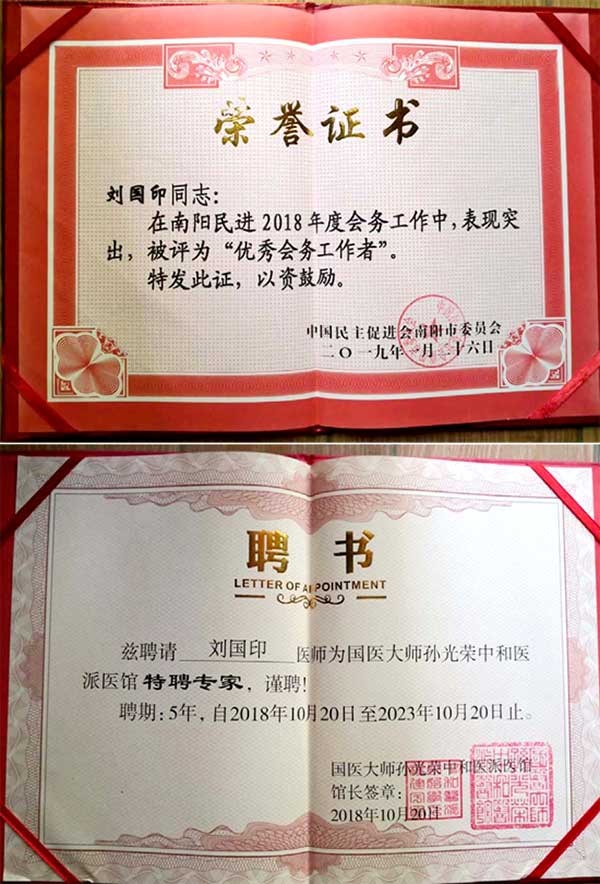 荣誉证书
刘国印同志：
在南阳民进2018年度会务工作中，表现突
出，被评为“优秀会务工作者”。
特发此证，以资鼓励。
中国民主促进会南阳市委员会
二〇一九年一月二十六日
聘书
LETTER OF APPOINTMENT
兹聘请 刘国印 医师为国医大师孙光荣中和医
派医馆特聘专家，谨聘！
聘期：5年，自2018年10月20日至2023年10月20日止。
国医大师孙光荣中和医派医馆
馆长签章：
2018年10月20日